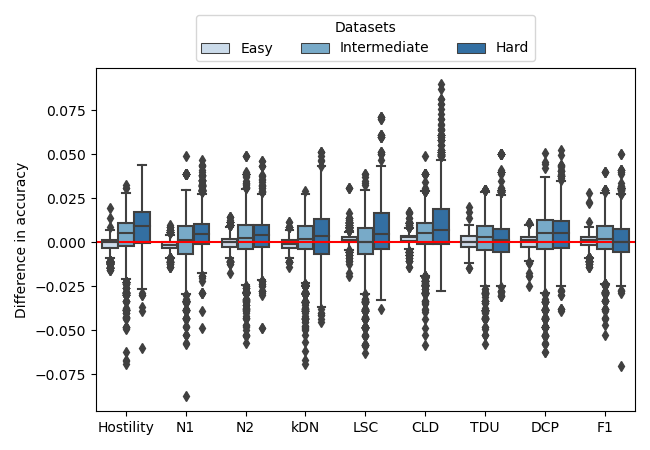 Datasets
Easy Intermediate Hard
Difference in accuracy
0.075
0.050
0.025
0.000
−0.025
−0.050
−0.075
Hostility N1 N2 kDN LSC CLD TDU DCP F1